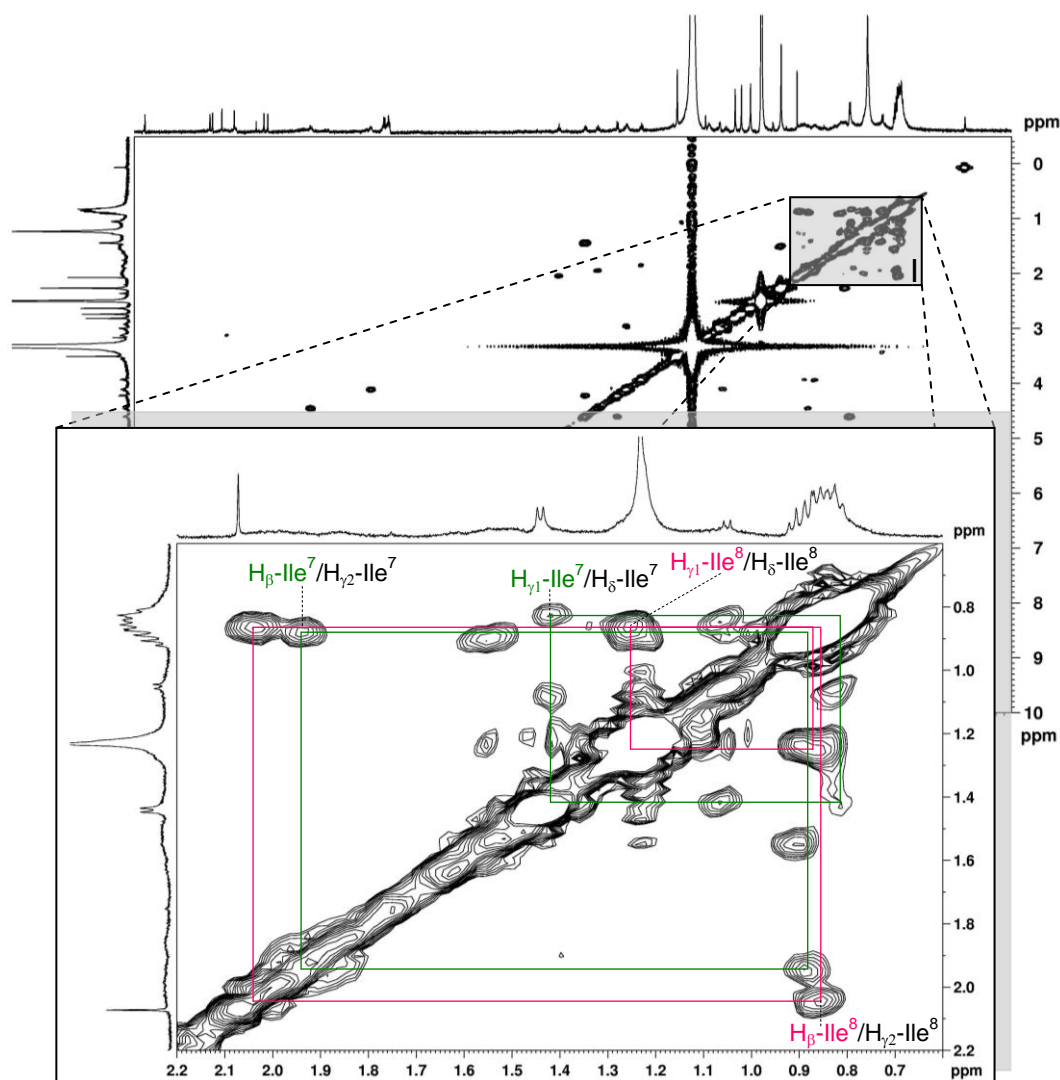 ppm
0
1
2
3
4
5
6
7
8
9
10
ppm
I
ppm
Hβ-Ile⁷/Hγ2-Ile⁷
Hγ1-Ile⁷/Hδ-Ile⁷
Hγ1-Ile⁸/Hδ-Ile⁸
Hβ-Ile⁸/Hγ2-Ile⁸
0.8
1.0
1.2
1.4
1.6
1.8
2.0
2.2
ppm
2.2 2.1 2.0 1.9 1.8 1.7 1.6 1.5 1.4 1.3 1.2 1.1 1.0 0.9 0.8 0.7 ppm